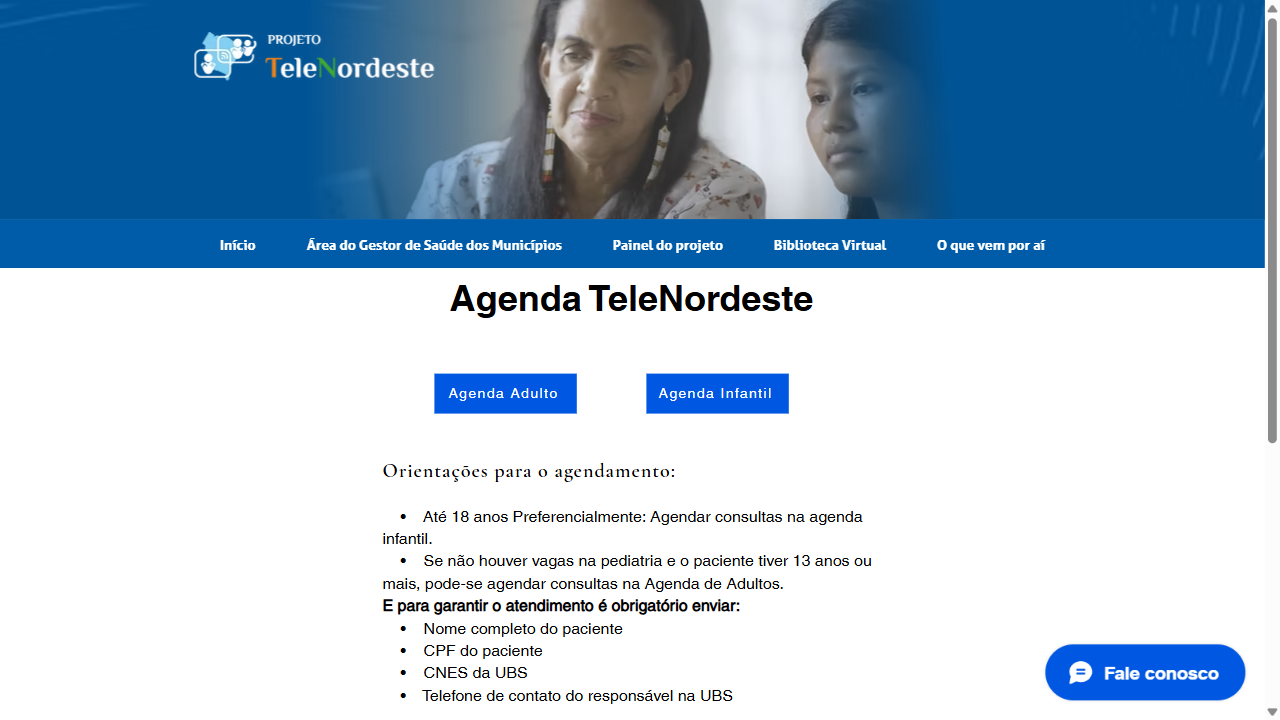 PROJETO
TeleNordeste
Início
Área do Gestor de Saúde dos Municípios
Painel do projeto
Biblioteca Virtual
O que vem por aí
Agenda TeleNordeste
Agenda Adulto
Agenda Infantil
Orientações para o agendamento:
• Até 18 anos Preferencialmente: Agendar consultas na agenda
infantil.
• Se não houver vagas na pediatria e o paciente tiver 13 anos ou
mais, pode-se agendar consultas na Agenda de Adultos.
E para garantir o atendimento é obrigatório enviar:
• Nome completo do paciente
• CPF do paciente
• CNES da UBS
• Telefone de contato do responsável na UBS
Fale conosco